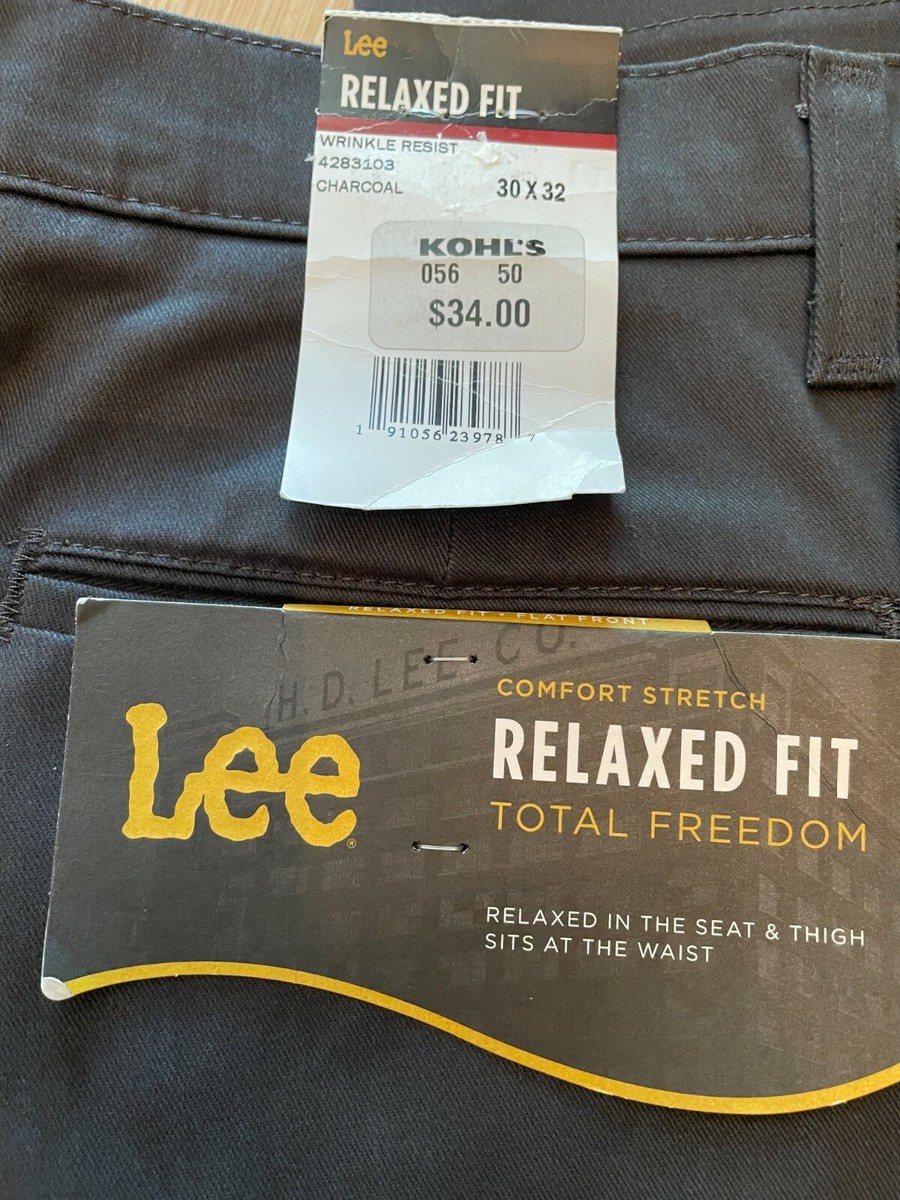 Lee
RELAXED FIT
WRINKLE RESIST
4283103
CHARCOAL 30 X 32
KOHL'S
056 50
$34.00
1 91056 23978 7
RELAXED FIT • FLAT FRONT
H.D. LEE CO.
COMFORT STRETCH
Lee®
RELAXED FIT
TOTAL FREEDOM
RELAXED IN THE SEAT & THIGH
SITS AT THE WAIST